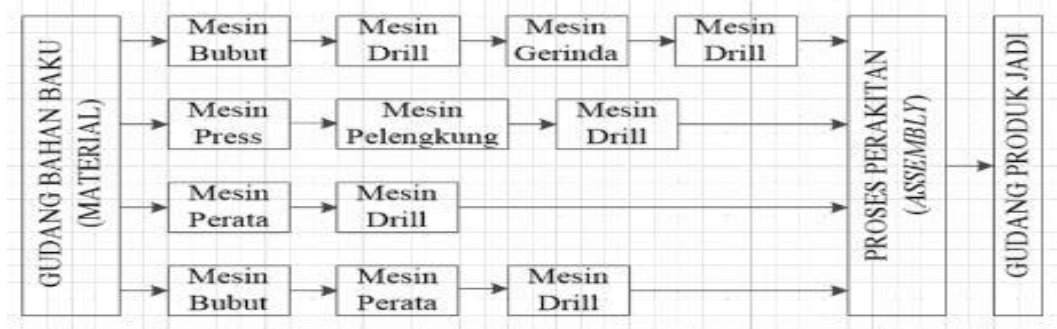 GUDANG BAHAN BAKU
(MATERIAL)
Mesin
Bubut
Mesin
Drill
Mesin
Gerinda
Mesin
Drill
Mesin
Press
Mesin
Pelengkung
Mesin
Drill
Mesin
Perata
Mesin
Drill
Mesin
Bubut
Mesin
Perata
Mesin
Drill
PROSES PERAKITAN
(ASSEMBLY)
GUDANG PRODUK JADI